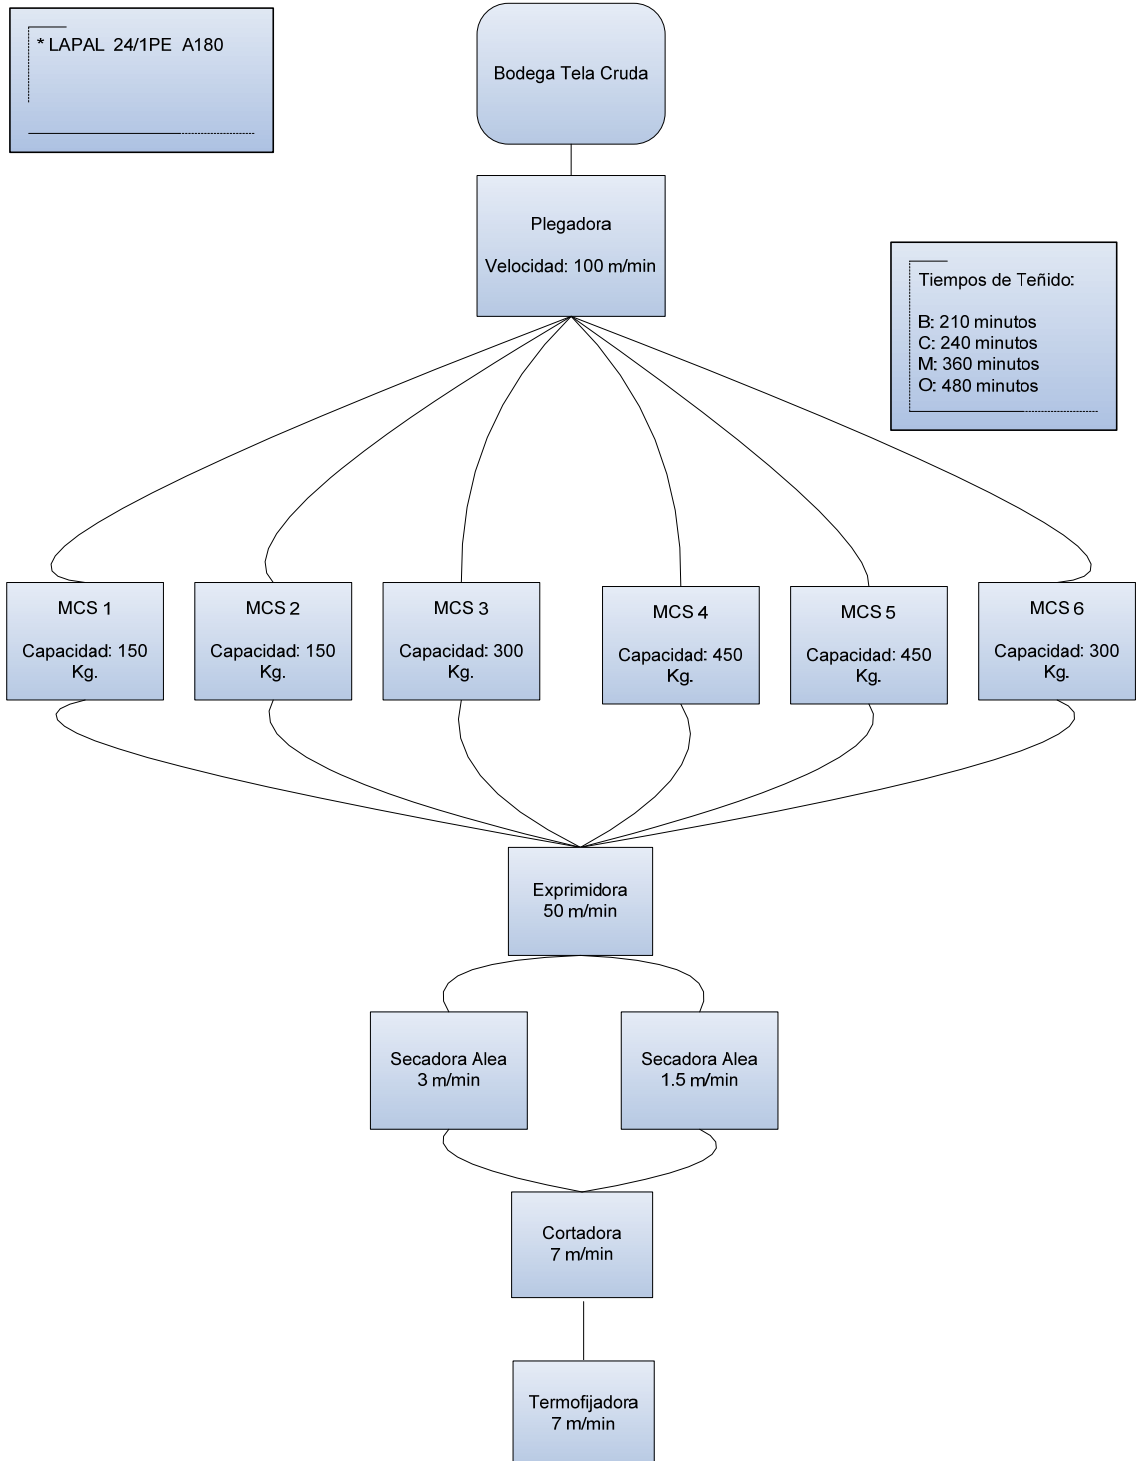 * LAPAL 24/1PE A180
Bodega Tela Cruda
Plegadora
Velocidad: 100 m/min
Tiempos de Teñido:
B: 210 minutos
C: 240 minutos
M: 360 minutos
O: 480 minutos
MCS 1
Capacidad: 150
Kg.
MCS 2
Capacidad: 150
Kg.
MCS 3
Capacidad: 300
Kg.
MCS 4
Capacidad: 450
Kg.
MCS 5
Capacidad: 450
Kg.
MCS 6
Capacidad: 300
Kg.
Exprimidora
50 m/min
Secadora Alea
3 m/min
Secadora Alea
1.5 m/min
Cortadora
7 m/min
Termofijadora
7 m/min